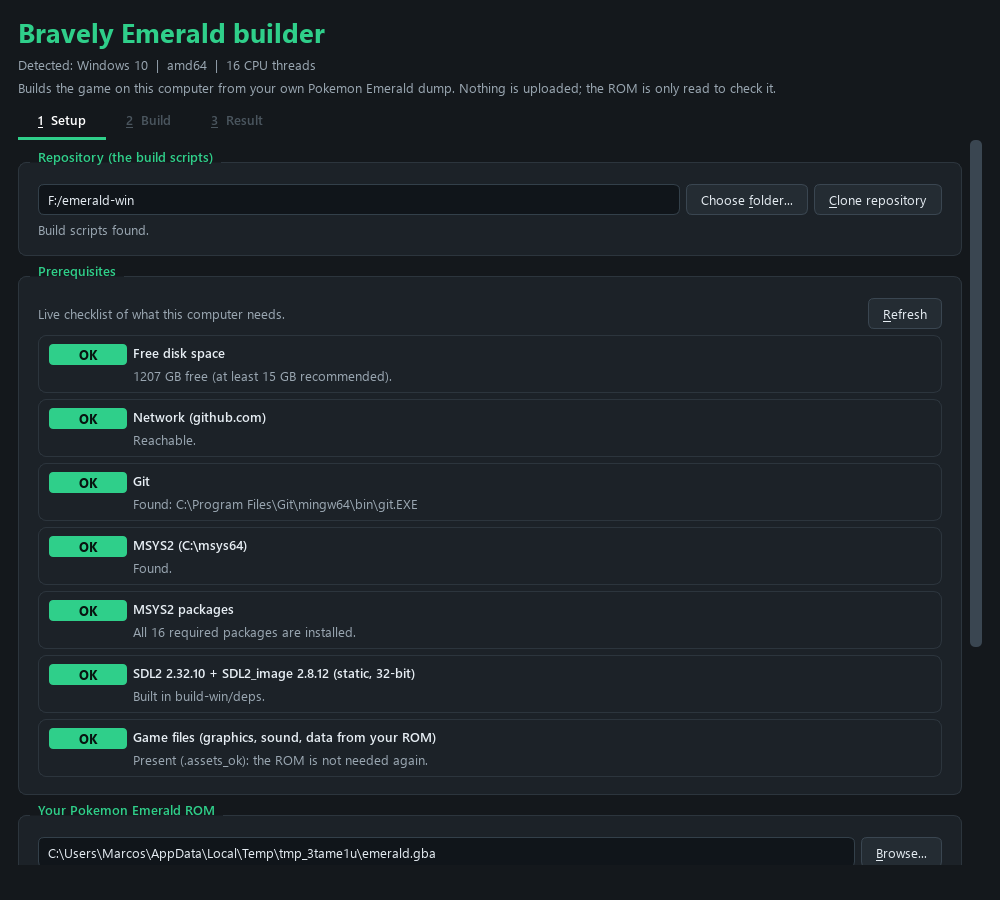 Bravely Emerald builder
Detected: Windows 10 | amd64 | 16 CPU threads
Builds the game on this computer from your own Pokemon Emerald dump. Nothing is uploaded; the ROM is only read to check it.
1 Setup 2 Build 3 Result
Repository (the build scripts)
F:/emerald-win Choose folder... Clone repository
Build scripts found.
Prerequisites
Live checklist of what this computer needs. Refresh
OK Free disk space
1207 GB free (at least 15 GB recommended).
OK Network (github.com)
Reachable.
OK Git
Found: C:\Program Files\Git\mingw64\bin\git.EXE
OK MSYS2 (C:\msys64)
Found.
OK MSYS2 packages
All 16 required packages are installed.
OK SDL2 2.32.10 + SDL2_image 2.8.12 (static, 32-bit)
Built in build-win/deps.
OK Game files (graphics, sound, data from your ROM)
Present (.assets_ok): the ROM is not needed again.
Your Pokemon Emerald ROM
C:\Users\Marcos\AppData\Local\Temp\tmp_3tame1u\emerald.gba Browse...